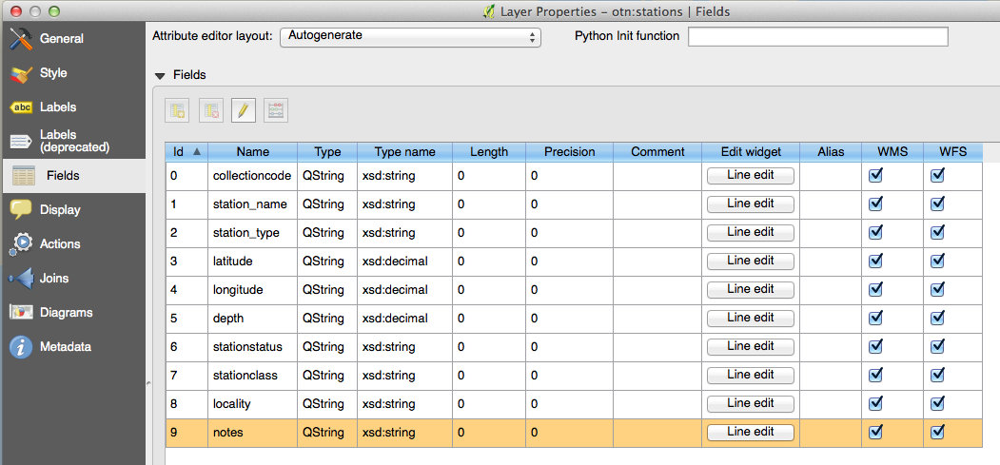 Layer Properties - otn:stations | Fields
General
Style
abc Labels
Labels
(deprecated)
Fields
Display
Actions
Joins
Diagrams
Metadata
Attribute editor layout: Autogenerate Python Init function
Fields
Id Name Type Type name Length Precision Comment Edit widget Alias WMS WFS
0 collectioncode QString xsd:string 0 0 Line edit
1 station_name QString xsd:string 0 0 Line edit
2 station_type QString xsd:string 0 0 Line edit
3 latitude QString xsd:decimal 0 0 Line edit
4 longitude QString xsd:decimal 0 0 Line edit
5 depth QString xsd:decimal 0 0 Line edit
6 stationstatus QString xsd:string 0 0 Line edit
7 stationclass QString xsd:string 0 0 Line edit
8 locality QString xsd:string 0 0 Line edit
9 notes QString xsd:string 0 0 Line edit